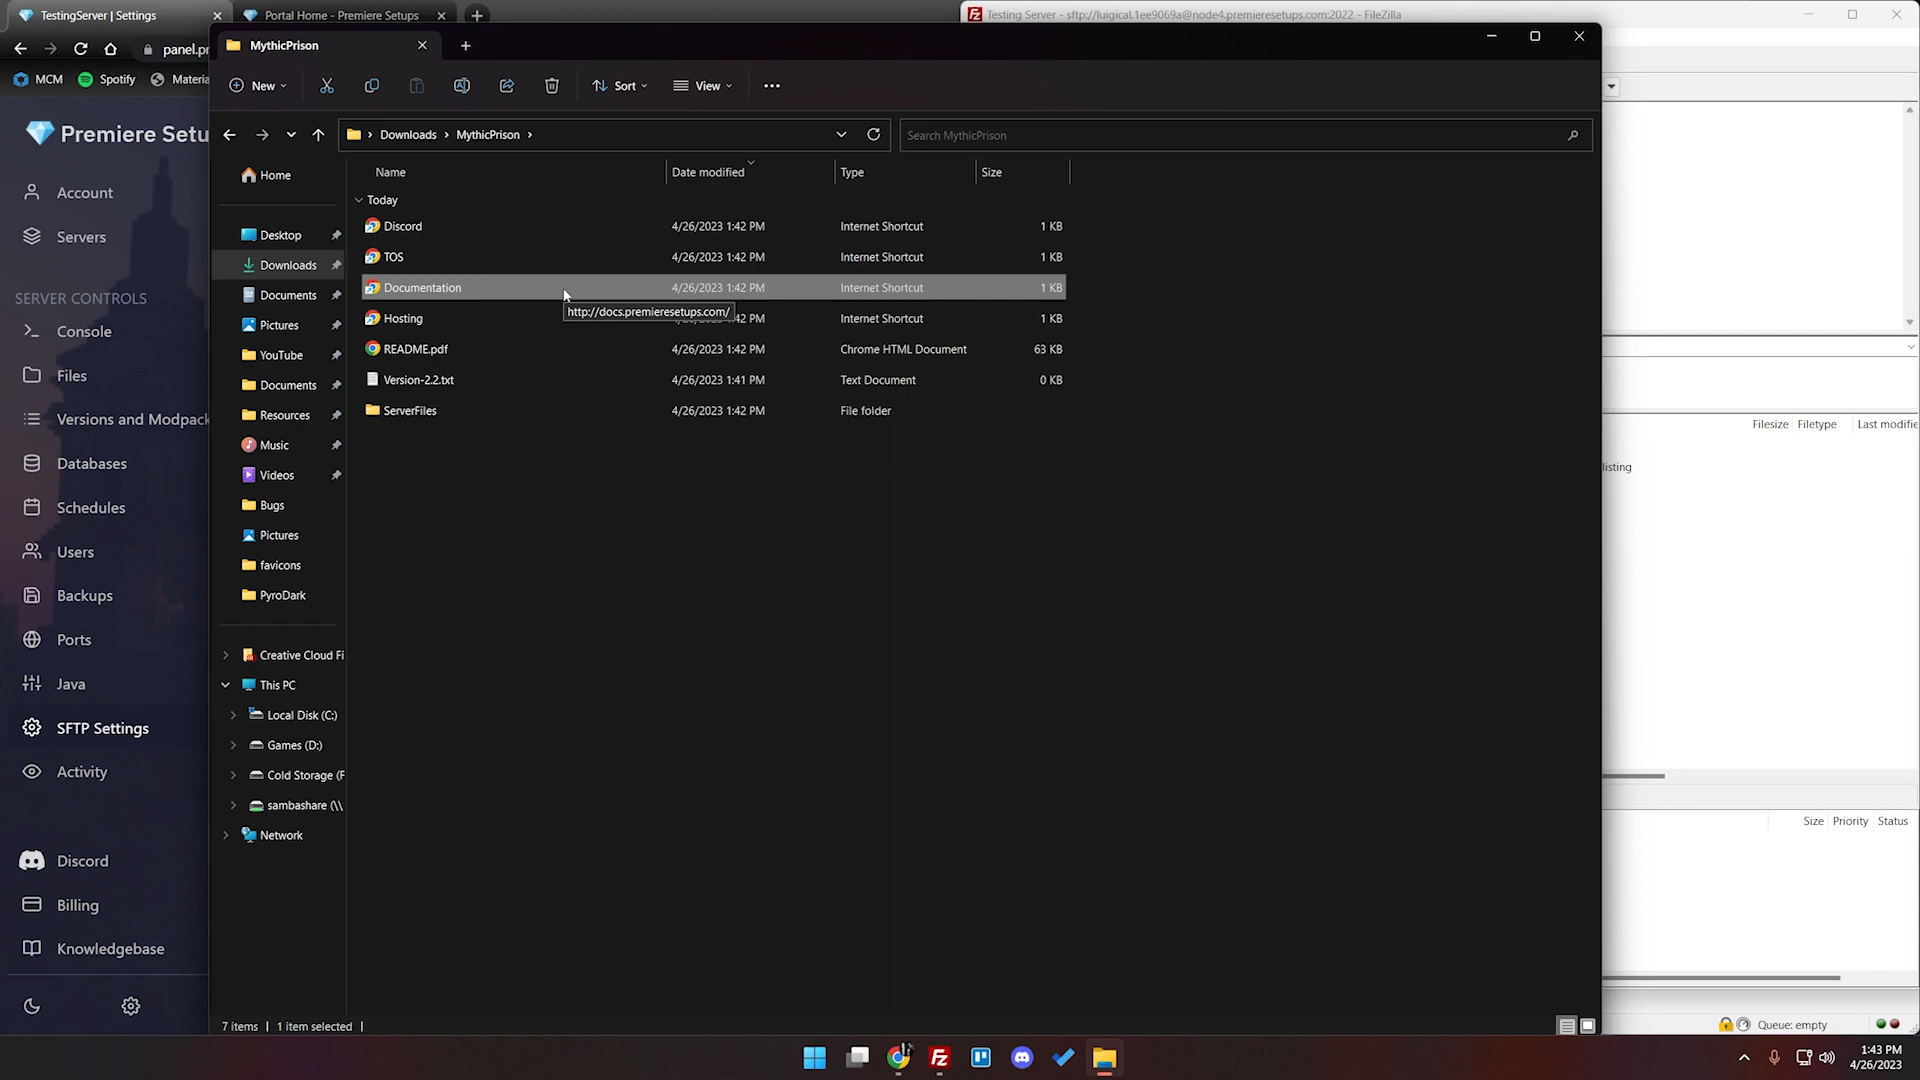 TestingServer | Settings
Portal Home - Premiere Setups
Testing Server - sftp://luigical.1ee9069a@node4.premieresetups.com:2022 - FileZilla
panel.pr
MCM
Spotify
Materia
MythicPrison
New
Sort
View
Downloads
MythicPrison
Search MythicPrison
Premiere Setu
Account
Servers
SERVER CONTROLS
Console
Files
Versions and Modpack
Databases
Schedules
Users
Backups
Ports
Java
SFTP Settings
Activity
Discord
Billing
Knowledgebase
Home
Desktop
Downloads
Documents
Pictures
YouTube
Documents
Resources
Music
Videos
Bugs
Pictures
favicons
PyroDark
Creative Cloud Fi
This PC
Local Disk (C:)
Games (D:)
Cold Storage (F
sambashare (\\
Network
Name Date modified Type Size
Today
Discord 4/26/2023 1:42 PM Internet Shortcut 1 KB
TOS 4/26/2023 1:42 PM Internet Shortcut 1 KB
Documentation 4/26/2023 1:42 PM Internet Shortcut 1 KB
http://docs.premieresetups.com/
Hosting 42 PM Internet Shortcut 1 KB
README.pdf 4/26/2023 1:42 PM Chrome HTML Document 63 KB
Version-2.2.txt 4/26/2023 1:41 PM Text Document 0 KB
ServerFiles 4/26/2023 1:42 PM File folder
7 items 1 item selected
Filesize Filetype Last modifie
listing
Size Priority Status
Queue: empty
1:43 PM
4/26/2023